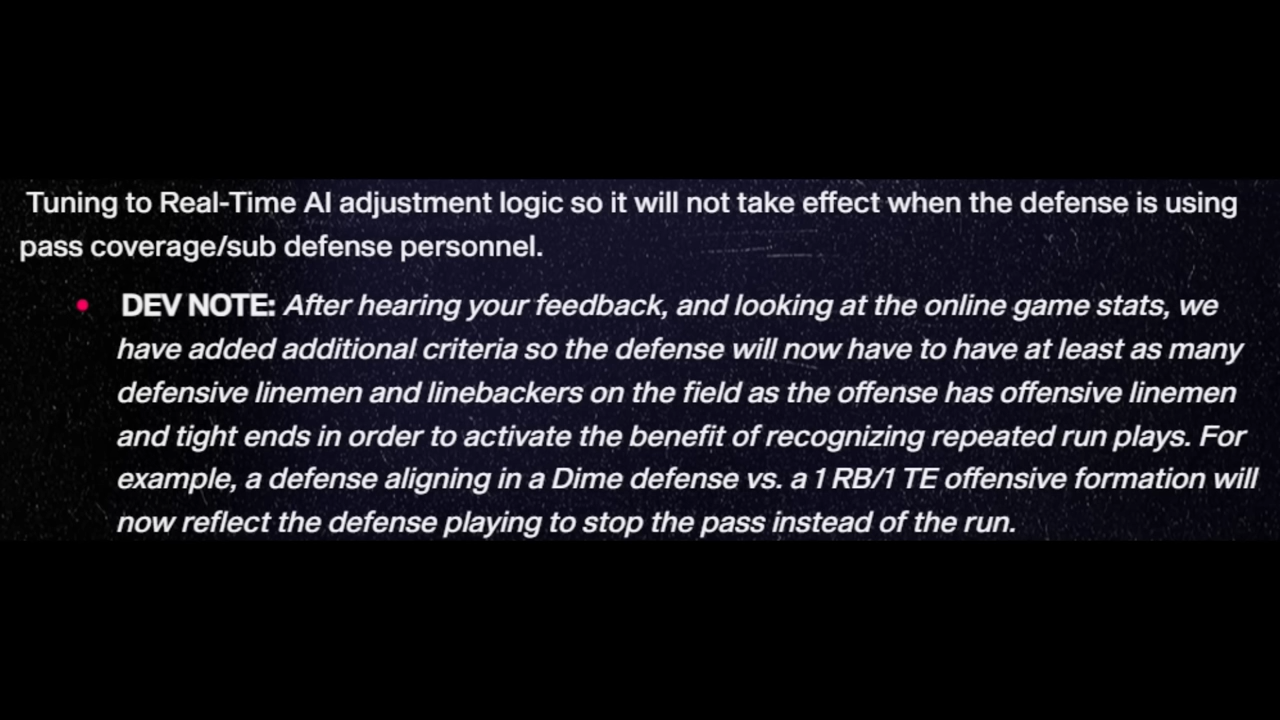 Tuning to Real-Time AI adjustment logic so it will not take effect when the defense is using
pass coverage/sub defense personnel.
DEV NOTE: After hearing your feedback, and looking at the online game stats, we
have added additional criteria so the defense will now have to have at least as many
defensive linemen and linebackers on the field as the offense has offensive linemen
and tight ends in order to activate the benefit of recognizing repeated run plays. For
example, a defense aligning in a Dime defense vs. a 1 RB/1 TE offensive formation will
now reflect the defense playing to stop the pass instead of the run.